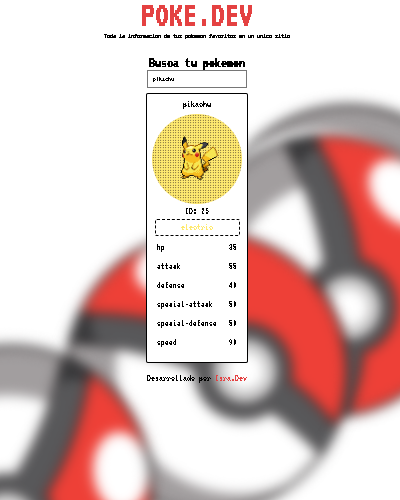 POKE.DEV
Toda la informacion de tus pokemon favoritos en un unico sitio
Busca tu pokemon
pikachu
pikachu
ID: 25
electric
hp 35
attack 55
defense 40
special-attack 50
special-defense 50
speed 90
Desarrollado por Isra.Dev